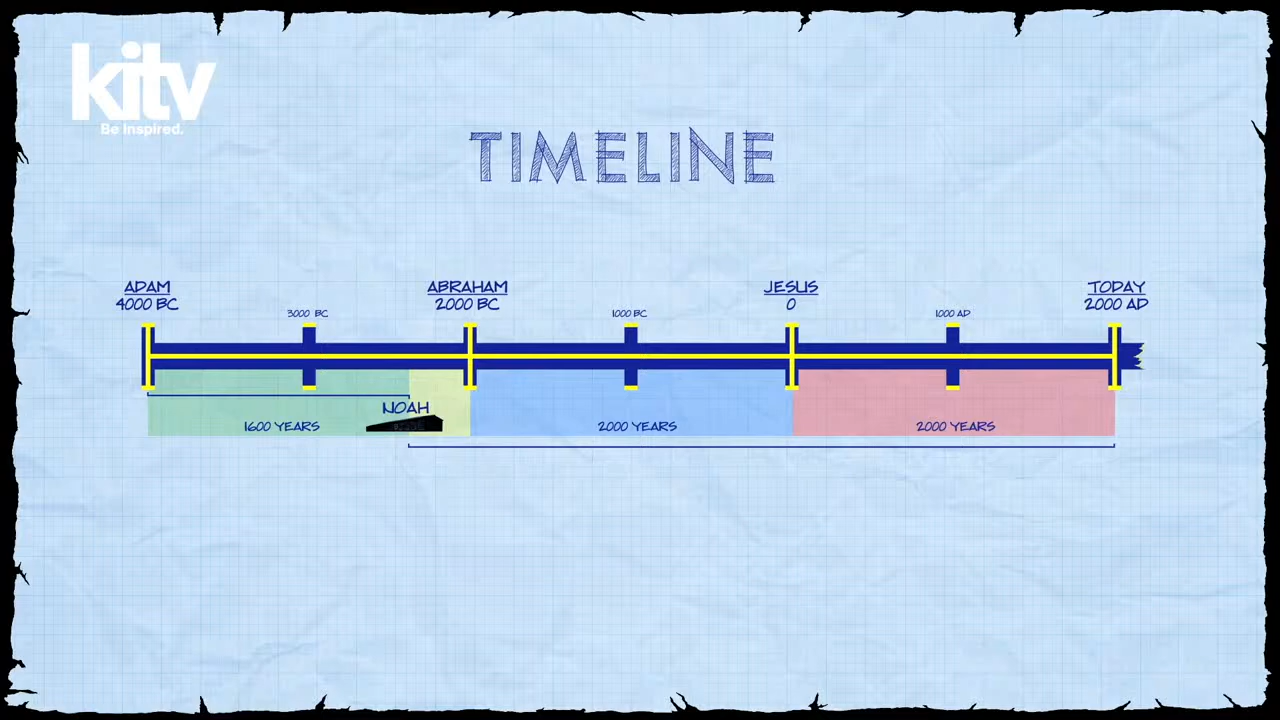 kitv
Be Inspired.
TIMELINE
ADAM
4000 BC
3000 BC
ABRAHAM
2000 BC
1000 BC
JESUS
0
1000 AD
TODAY
2000 AD
NOAH
1600 YEARS
2000 YEARS
2000 YEARS